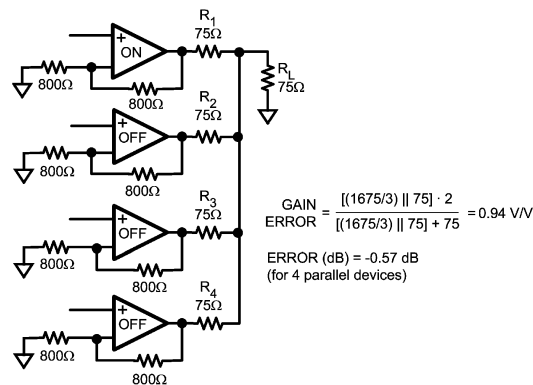 R1
75Ω
+
ON
RL
75Ω
800Ω
800Ω
R2
75Ω
+
OFF
800Ω
800Ω
GAIN
ERROR = [(1675/3) || 75] · 2 / [(1675/3) || 75] + 75 = 0.94 V/V
R3
75Ω
+
OFF
ERROR (dB) = -0.57 dB
(for 4 parallel devices)
800Ω
800Ω
R4
75Ω
+
OFF
800Ω
800Ω